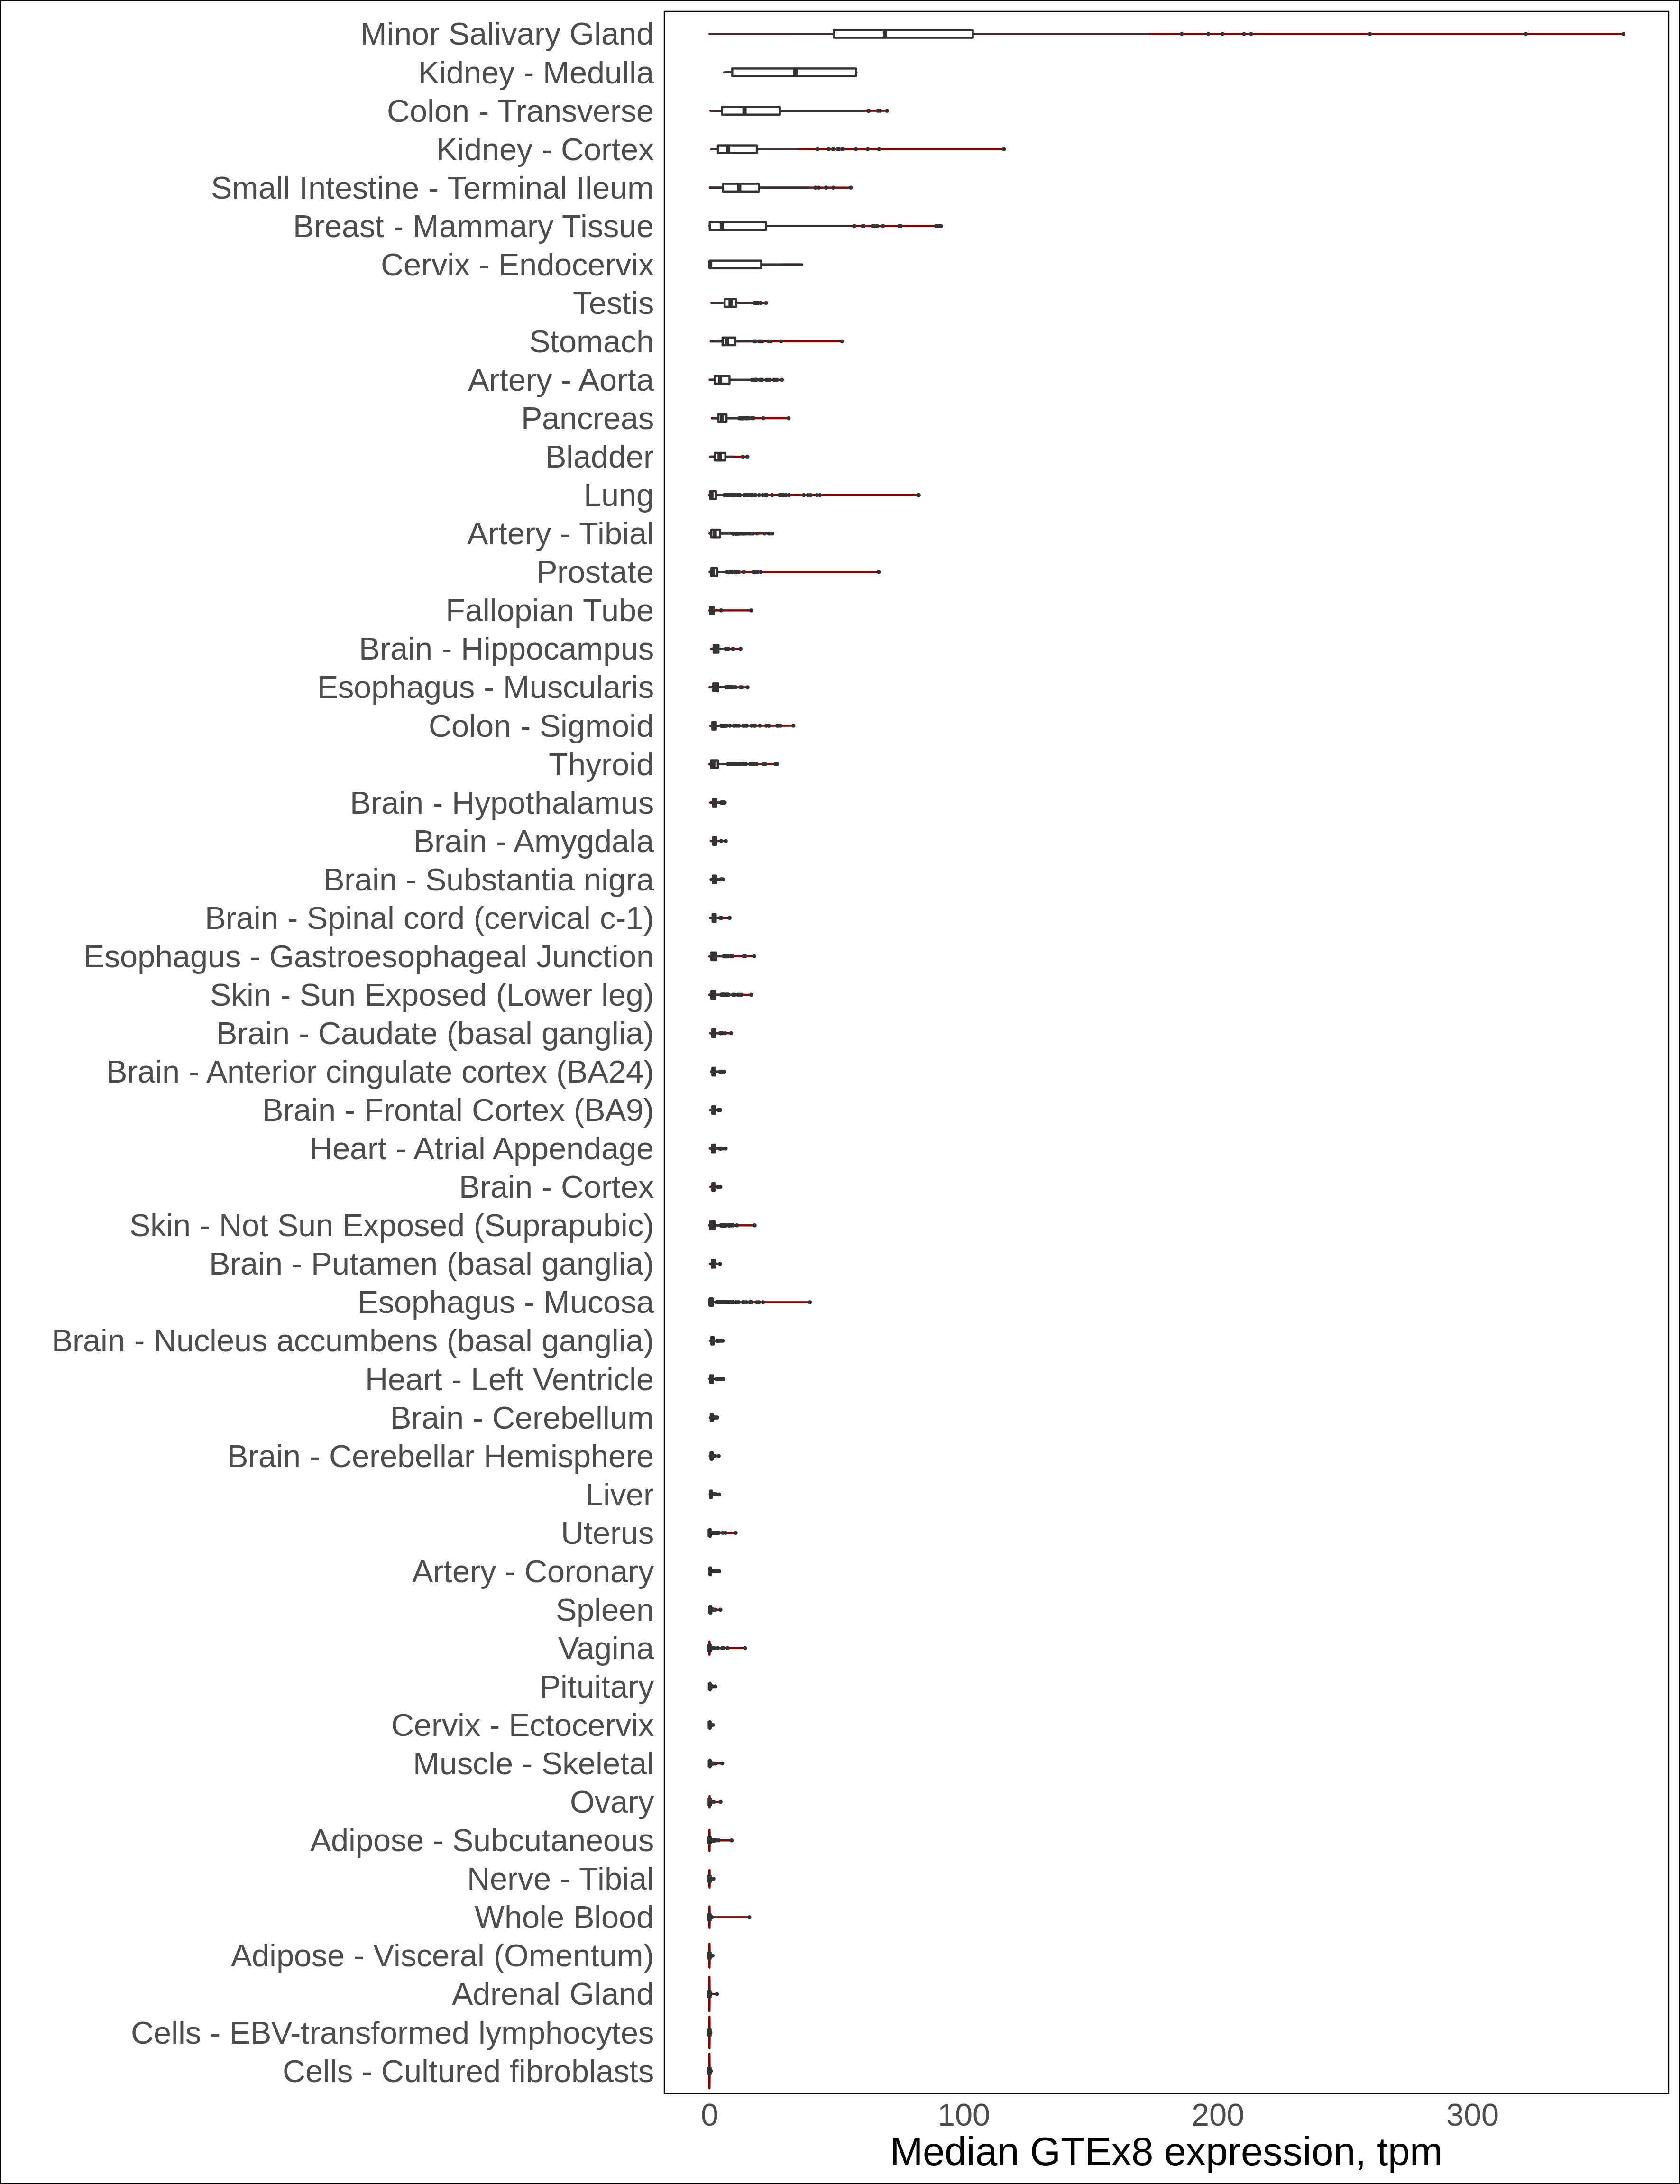 Minor Salivary Gland
Kidney - Medulla
Colon - Transverse
Kidney - Cortex
Small Intestine - Terminal Ileum
Breast - Mammary Tissue
Cervix - Endocervix
Testis
Stomach
Artery - Aorta
Pancreas
Bladder
Lung
Artery - Tibial
Prostate
Fallopian Tube
Brain - Hippocampus
Esophagus - Muscularis
Colon - Sigmoid
Thyroid
Brain - Hypothalamus
Brain - Amygdala
Brain - Substantia nigra
Brain - Spinal cord (cervical c-1)
Esophagus - Gastroesophageal Junction
Skin - Sun Exposed (Lower leg)
Brain - Caudate (basal ganglia)
Brain - Anterior cingulate cortex (BA24)
Brain - Frontal Cortex (BA9)
Heart - Atrial Appendage
Brain - Cortex
Skin - Not Sun Exposed (Suprapubic)
Brain - Putamen (basal ganglia)
Esophagus - Mucosa
Brain - Nucleus accumbens (basal ganglia)
Heart - Left Ventricle
Brain - Cerebellum
Brain - Cerebellar Hemisphere
Liver
Uterus
Artery - Coronary
Spleen
Vagina
Pituitary
Cervix - Ectocervix
Muscle - Skeletal
Ovary
Adipose - Subcutaneous
Nerve - Tibial
Whole Blood
Adipose - Visceral (Omentum)
Adrenal Gland
Cells - EBV-transformed lymphocytes
Cells - Cultured fibroblasts
0 100 200 300
Median GTEx8 expression, tpm